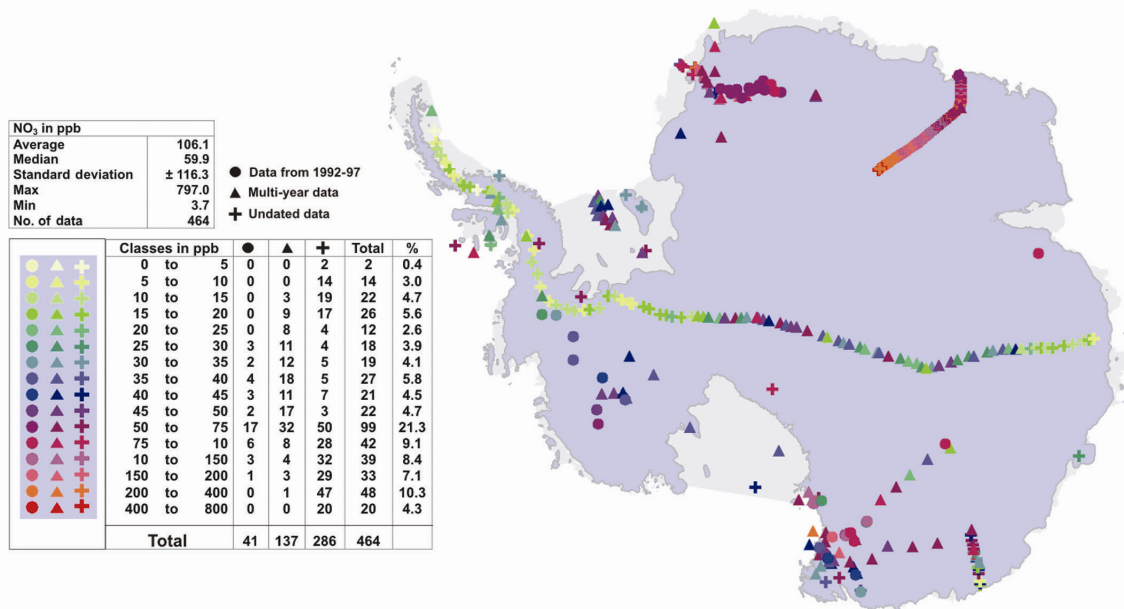 NO3 in ppb
Average 106.1
Median 59.9
Standard deviation ± 116.3
Max 797.0
Min 3.7
No. of data 464
Data from 1992-97
Multi-year data
Undated data
Classes in ppb Total %
0 to 5 0 0 2 2 0.4
5 to 10 0 0 14 14 3.0
10 to 15 0 3 19 22 4.7
15 to 20 0 9 17 26 5.6
20 to 25 0 8 4 12 2.6
25 to 30 3 11 4 18 3.9
30 to 35 2 12 5 19 4.1
35 to 40 4 18 5 27 5.8
40 to 45 3 11 7 21 4.5
45 to 50 2 17 3 22 4.7
50 to 75 17 32 50 99 21.3
75 to 10 6 8 28 42 9.1
10 to 150 3 4 32 39 8.4
150 to 200 1 3 29 33 7.1
200 to 400 0 1 47 48 10.3
400 to 800 0 0 20 20 4.3
Total 41 137 286 464